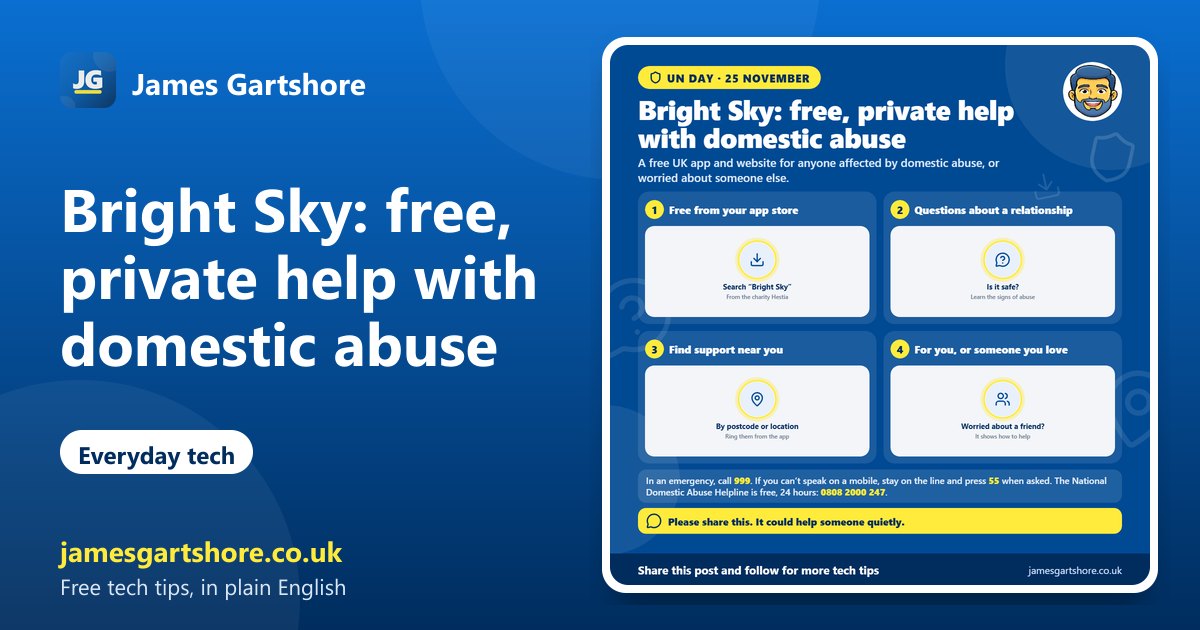 JG
James Gartshore
Bright Sky: free,
private help with
domestic abuse
Everyday tech
jamesgartshore.co.uk
Free tech tips, in plain English
UN DAY · 25 NOVEMBER
Bright Sky: free, private help
with domestic abuse
A free UK app and website for anyone affected by domestic abuse, or
worried about someone else.
1 Free from your app store
Search “Bright Sky”
From the charity Hestia
2 Questions about a relationship
Is it safe?
Learn the signs of abuse
3 Find support near you
By postcode or location
Ring them from the app
4 For you, or someone you love
Worried about a friend?
It shows how to help
In an emergency, call 999. If you can’t speak on a mobile, stay on the line and press 55 when asked. The National
Domestic Abuse Helpline is free, 24 hours: 0808 2000 247.
Please share this. It could help someone quietly.
Share this post and follow for more tech tips
jamesgartshore.co.uk